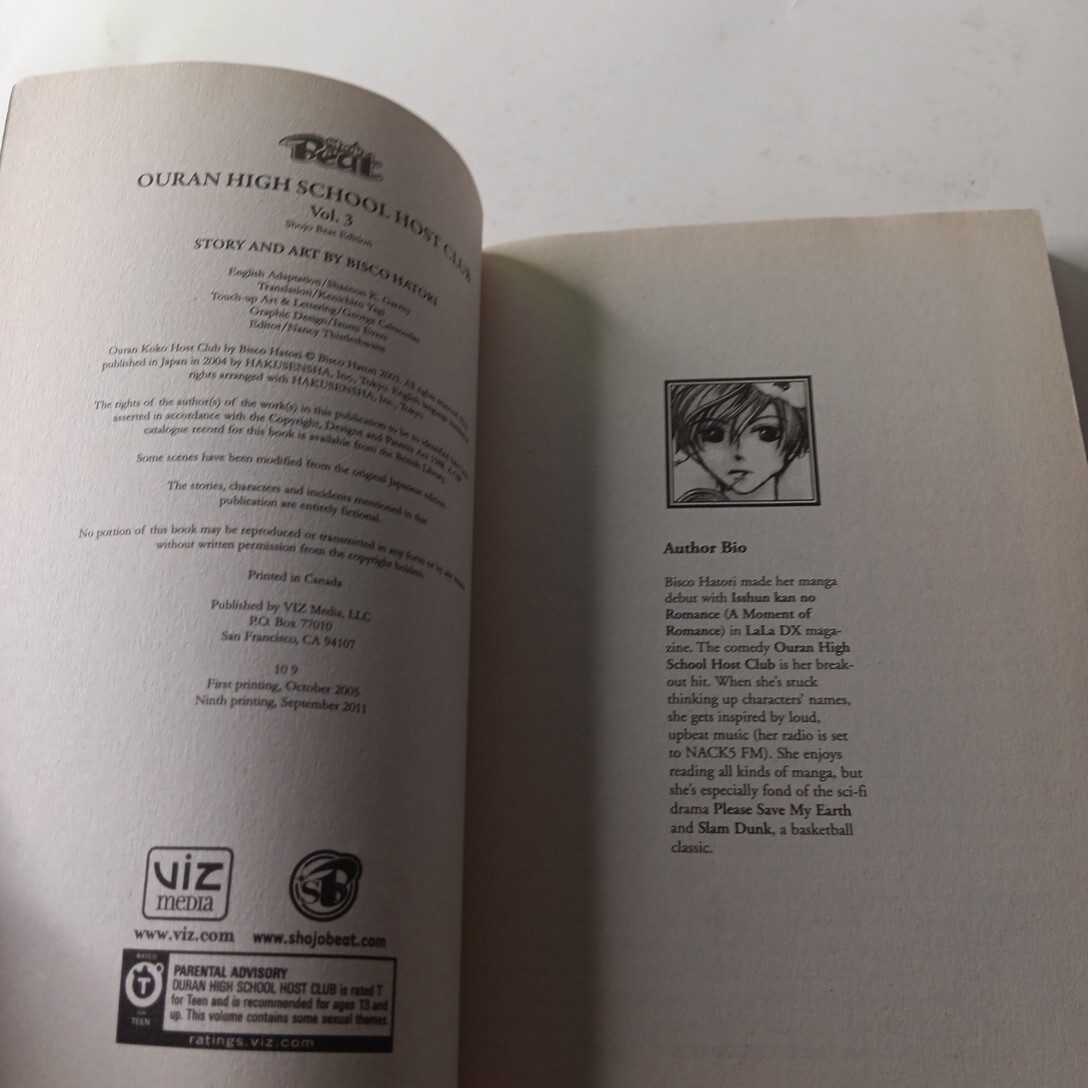 Shojo Beat
OURAN HIGH SCHOOL HOST CLUB
Vol. 3
Shojo Beat Edition
STORY AND ART BY BISCO HATORI
English Adaptation/Shaenon K. Garrity
Translation/Kenichiro Yagi
Touch-up Art & Lettering/George Caltsoudas
Graphic Design/Izumi Evers
Editor/Nancy Thistlethwaite
Ouran Koko Host Club by Bisco Hatori © Bisco Hatori 2003. All rights reserved. First
published in Japan in 2004 by HAKUSENSHA, Inc., Tokyo. English language translation
rights arranged with HAKUSENSHA, Inc., Tokyo.
The rights of the author(s) of the work(s) in this publication to be so identified have been
asserted in accordance with the Copyright, Designs and Patents Act 1988. A CIP
catalogue record for this book is available from the British Library.
Some scenes have been modified from the original Japanese edition.
The stories, characters and incidents mentioned in this
publication are entirely fictional.
No portion of this book may be reproduced or transmitted in any form or by any means
without written permission from the copyright holders.
Printed in Canada
Published by VIZ Media, LLC
P.O. Box 77010
San Francisco, CA 94107
10 9
First printing, October 2005
Ninth printing, September 2011
VIZ
MEDIA
SB
www.viz.com
www.shojobeat.com
RATED
T
FOR
TEEN
PARENTAL ADVISORY
OURAN HIGH SCHOOL HOST CLUB is rated T
for Teen and is recommended for ages 13 and
up. This volume contains some sexual themes.
ratings.viz.com
Author Bio
Bisco Hatori made her manga
debut with Isshun kan no
Romance (A Moment of
Romance) in LaLa DX maga-
zine. The comedy Ouran High
School Host Club is her break-
out hit. When she's stuck
thinking up characters' names,
she gets inspired by loud,
upbeat music (her radio is set
to NACK5 FM). She enjoys
reading all kinds of manga, but
she's especially fond of the sci-fi
drama Please Save My Earth
and Slam Dunk, a basketball
classic.